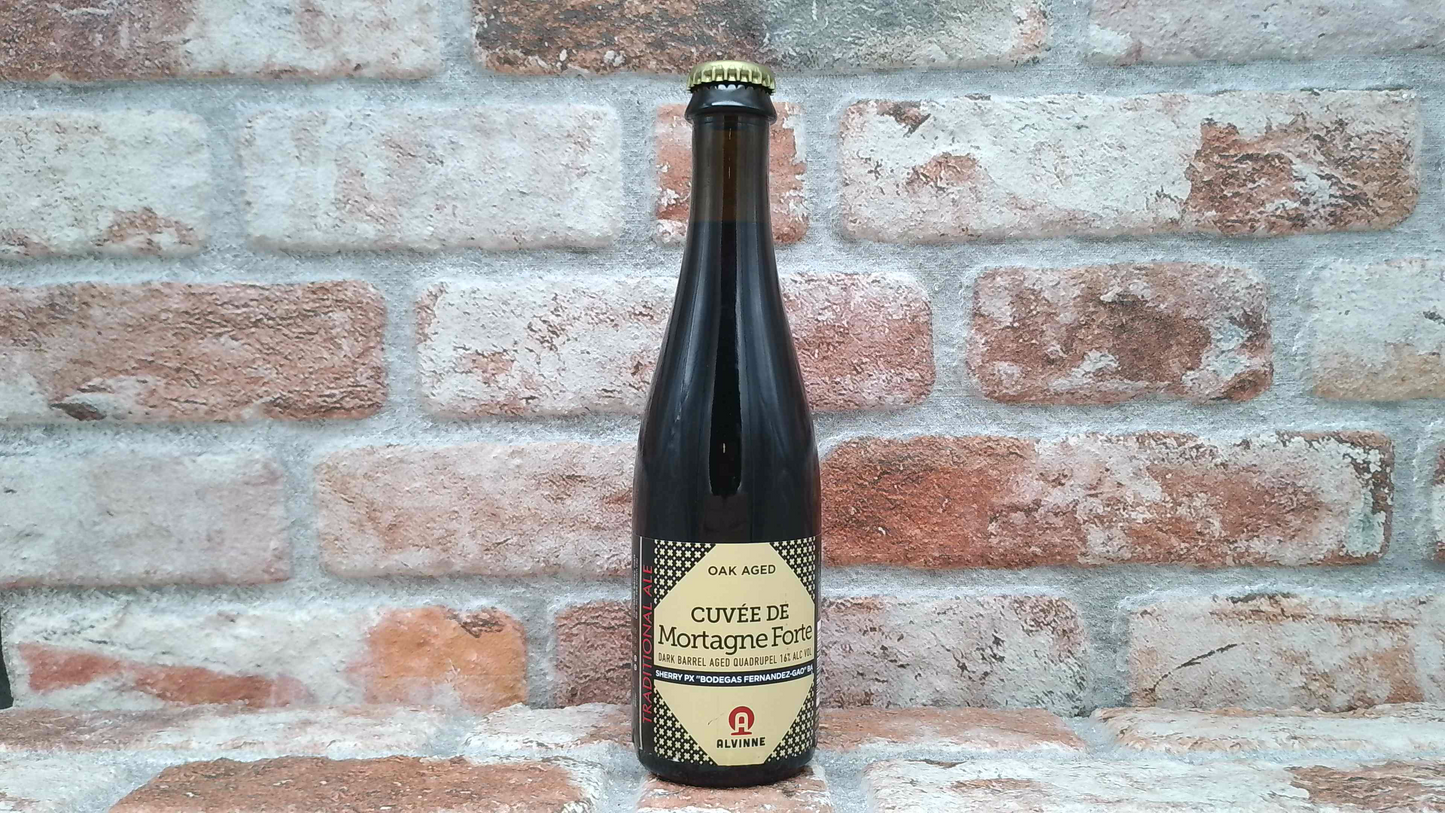 OAK AGED
CUVÉE DE
Mortagne Forte
DARK BARREL AGED QUADRUPEL 16% ALC VOL
SHERRY PX "BODEGAS FERNANDEZ-GAO" BA
ALVINNE
TRADITIONAL ALE